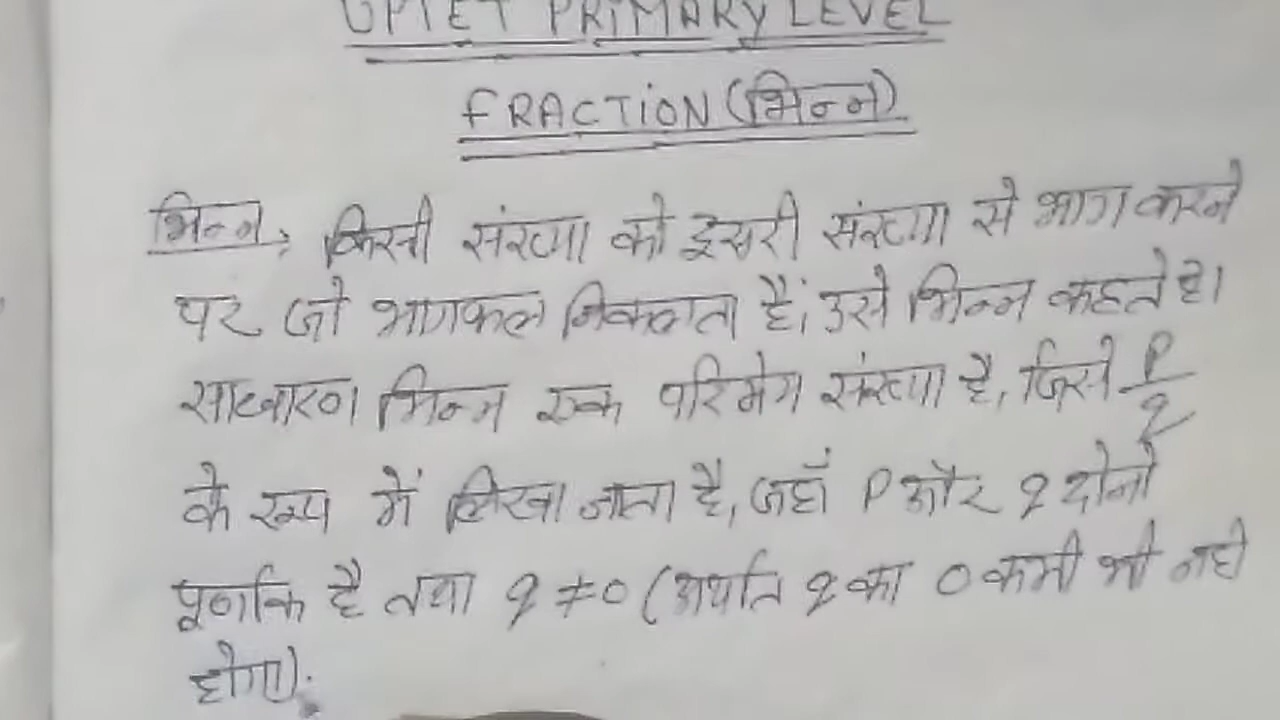 UPTET PRIMARY LEVEL
FRACTION (भिन्न)
भिन्न; किसी संख्या को दूसरी संख्या से भाग करने
पर जो भागफल निकलता है, उसे भिन्न कहते है।
साधारण भिन्न एक परिमेय संख्या है, जिसे P/q
के रूप में लिखा जाता है, जहाँ P और q दोनों
पूर्णांक है तथा q ≠ 0 (अर्थात q का 0 कभी भी नही
होगा).